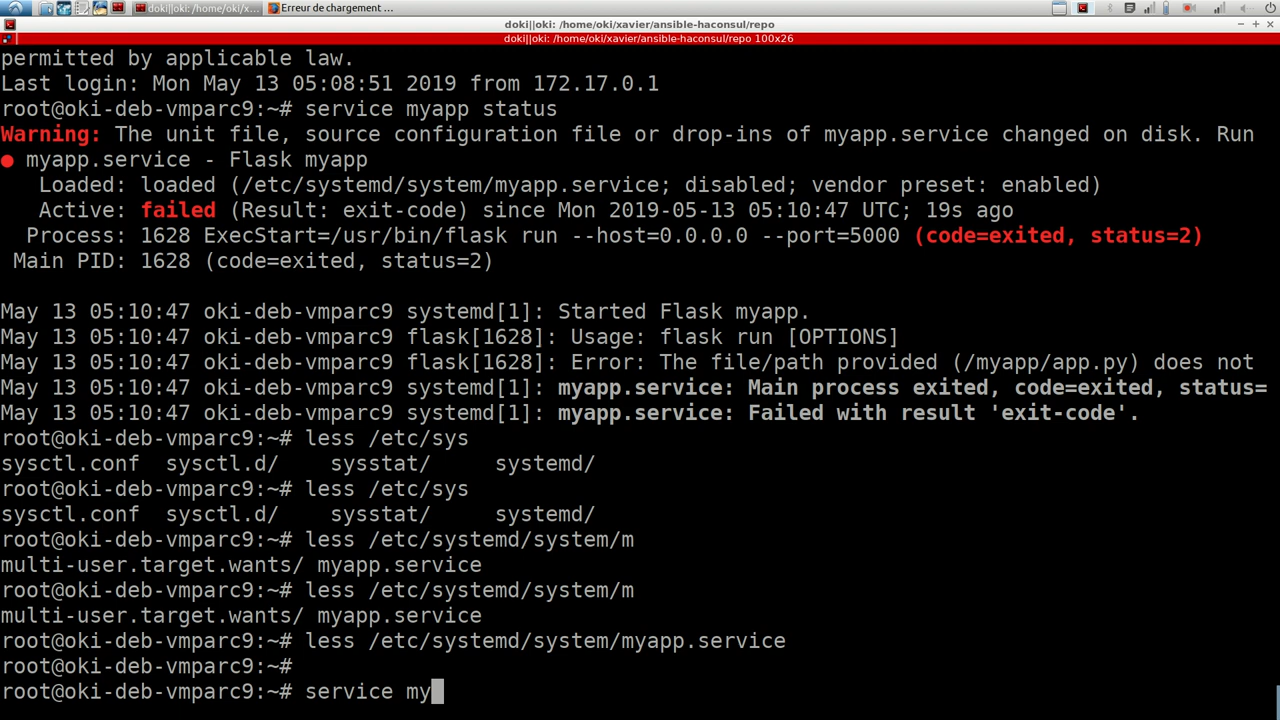 doki||oki: /home/oki/x...
Erreur de chargement ...
doki||oki: /home/oki/xavier/ansible-haconsul/repo
doki||oki: /home/oki/xavier/ansible-haconsul/repo 100x26
permitted by applicable law.
Last login: Mon May 13 05:08:51 2019 from 172.17.0.1
root@oki-deb-vmparc9:~# service myapp status
Warning: The unit file, source configuration file or drop-ins of myapp.service changed on disk. Run
● myapp.service - Flask myapp
Loaded: loaded (/etc/systemd/system/myapp.service; disabled; vendor preset: enabled)
Active: failed (Result: exit-code) since Mon 2019-05-13 05:10:47 UTC; 19s ago
Process: 1628 ExecStart=/usr/bin/flask run --host=0.0.0.0 --port=5000 (code=exited, status=2)
Main PID: 1628 (code=exited, status=2)
May 13 05:10:47 oki-deb-vmparc9 systemd[1]: Started Flask myapp.
May 13 05:10:47 oki-deb-vmparc9 flask[1628]: Usage: flask run [OPTIONS]
May 13 05:10:47 oki-deb-vmparc9 flask[1628]: Error: The file/path provided (/myapp/app.py) does not
May 13 05:10:47 oki-deb-vmparc9 systemd[1]: myapp.service: Main process exited, code=exited, status=
May 13 05:10:47 oki-deb-vmparc9 systemd[1]: myapp.service: Failed with result 'exit-code'.
root@oki-deb-vmparc9:~# less /etc/sys
sysctl.conf sysctl.d/ sysstat/ systemd/
root@oki-deb-vmparc9:~# less /etc/sys
sysctl.conf sysctl.d/ sysstat/ systemd/
root@oki-deb-vmparc9:~# less /etc/systemd/system/m
multi-user.target.wants/ myapp.service
root@oki-deb-vmparc9:~# less /etc/systemd/system/m
multi-user.target.wants/ myapp.service
root@oki-deb-vmparc9:~# less /etc/systemd/system/myapp.service
root@oki-deb-vmparc9:~#
root@oki-deb-vmparc9:~# service my